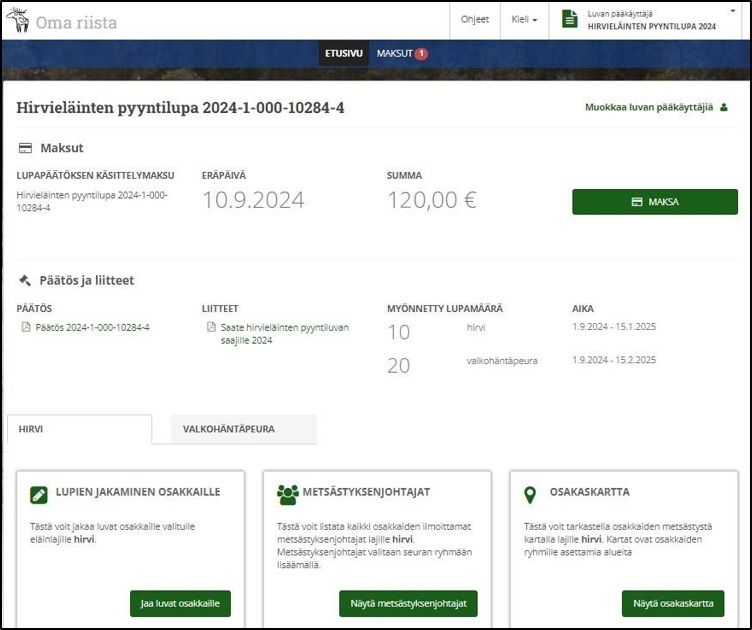 Oma riista
Ohjeet
Kieli
Luvan pääkäyttäjä
HIRVIELÄINTEN PYYNTILUPA 2024
ETUSIVU
MAKSUT 1
Hirvieläinten pyyntilupa 2024-1-000-10284-4
Muokkaa luvan pääkäyttäjiä
Maksut
LUPAPÄÄTÖKSEN KÄSITTELYMAKSU
ERÄPÄIVÄ
SUMMA
Hirvieläinten pyyntilupa 2024-1-000-
10284-4
10.9.2024
120,00 €
MAKSA
Päätös ja liitteet
PÄÄTÖS
LIITTEET
MYÖNNETTY LUPAMÄÄRÄ
AIKA
Päätös 2024-1-000-10284-4
Saate hirvieläinten pyyntiluvan
saajille 2024
10 hirvi 1.9.2024 - 15.1.2025
20 valkohäntäpeura 1.9.2024 - 15.2.2025
HIRVI
VALKOHÄNTÄPEURA
LUPIEN JAKAMINEN OSAKKAILLE
Tästä voit jakaa luvat osakkaille valitulle
eläinlajille hirvi.
Jaa luvat osakkaille
METSÄSTYKSENJOHTAJAT
Tästä voit listata kaikki osakkaiden ilmoittamat
metsästyksenjohtajat lajille hirvi.
Metsästyksenjohtajat valitaan seuran ryhmään
lisäämällä.
Näytä metsästyksenjohtajat
OSAKASKARTTA
Tästä voit tarkastella osakkaiden metsästystä
kartalla lajille hirvi. Kartat ovat osakkaiden
ryhmille asettamia alueita
Näytä osakaskartta